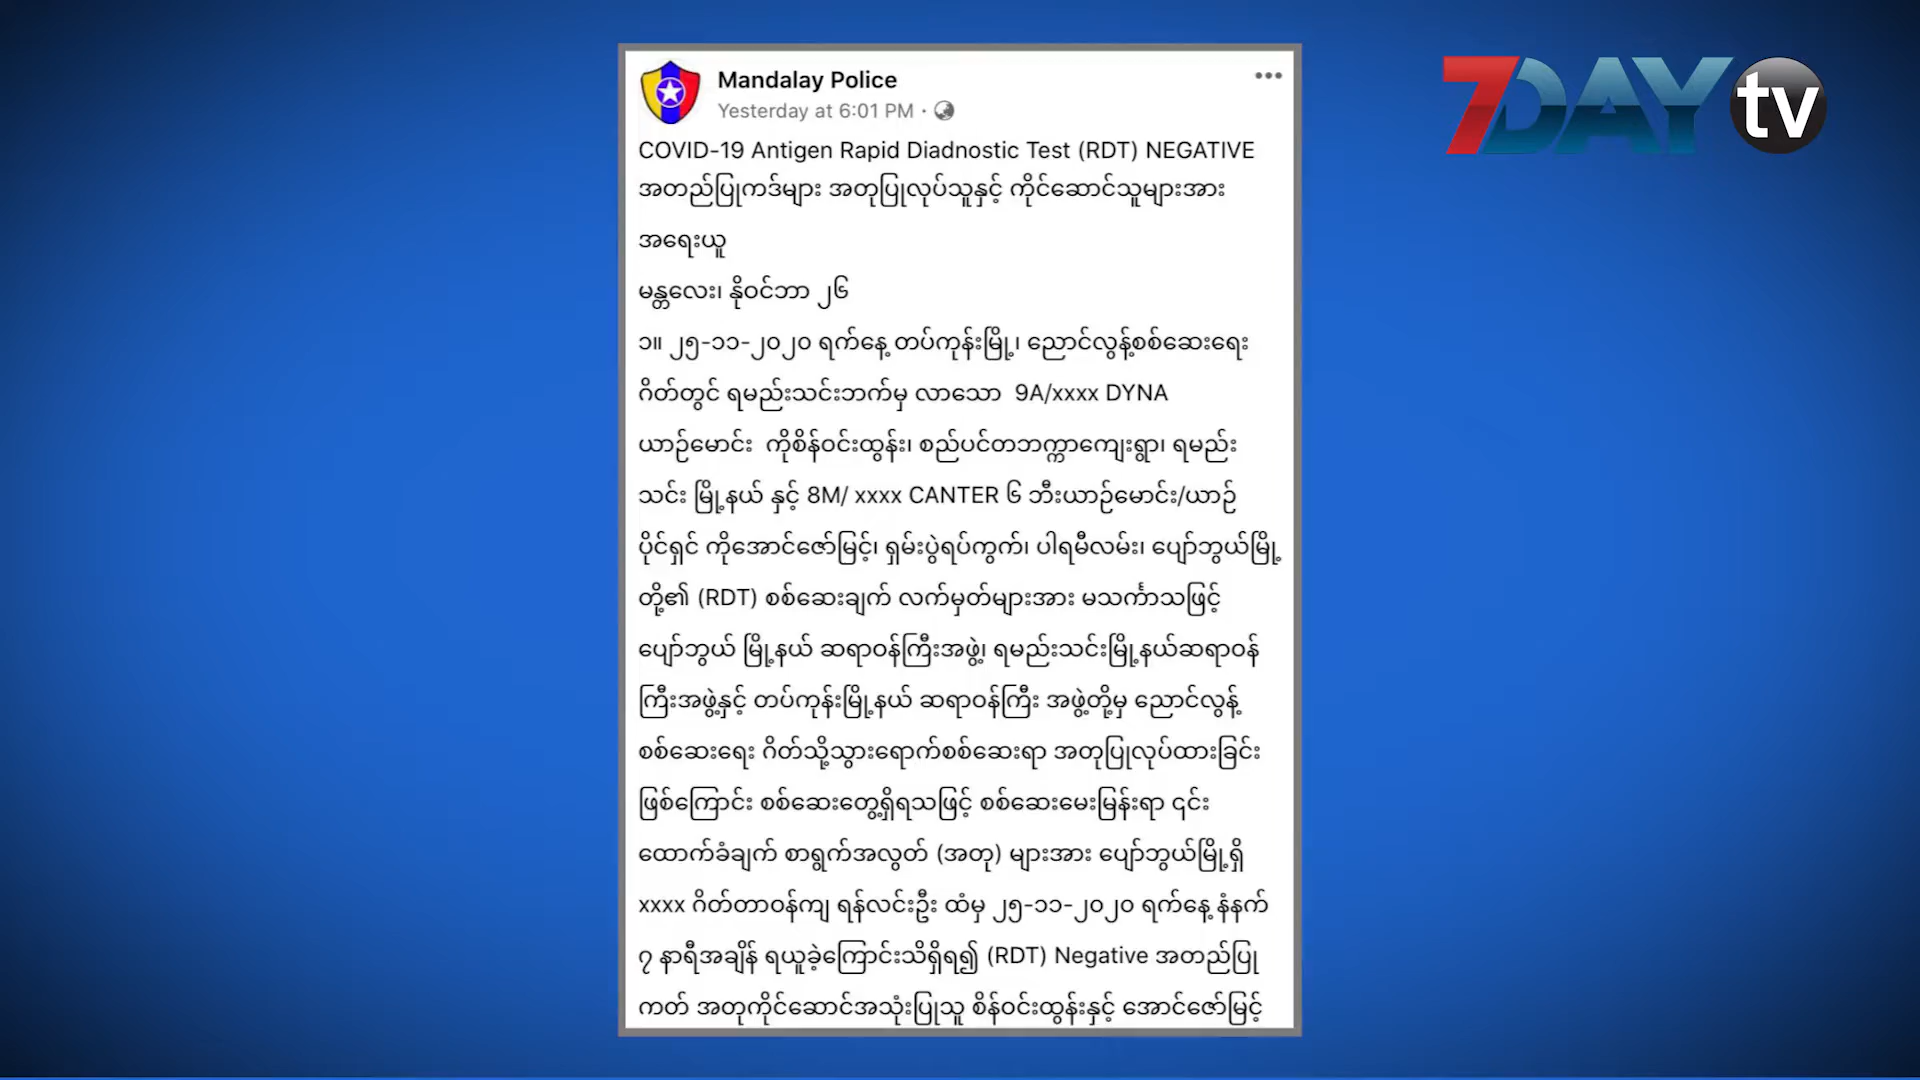 7DAY tv
Mandalay Police
Yesterday at 6:01 PM ·
COVID-19 Antigen Rapid Diadnostic Test (RDT) NEGATIVE
အတည်ပြုကဒ်များ အတုပြုလုပ်သူနှင့် ကိုင်ဆောင်သူများအား
အရေးယူ
မန္တလေး၊ နိုဝင်ဘာ ၂၆
၁။ ၂၅-၁၁-၂၀၂၀ ရက်နေ့ တပ်ကုန်းမြို့၊ ညောင်လွန့်စစ်ဆေးရေး
ဂိတ်တွင် ရမည်းသင်းဘက်မှ လာသော 9A/xxxx DYNA
ယာဉ်မောင်း ကိုစိန်ဝင်းထွန်း၊ စည်ပင်တဘက္ကာကျေးရွာ၊ ရမည်း
သင်း မြို့နယ် နှင့် 8M/ xxxx CANTER ၆ ဘီးယာဉ်မောင်း/ယာဉ်
ပိုင်ရှင် ကိုအောင်ဇော်မြင့်၊ ရှမ်းပွဲရပ်ကွက်၊ ပါရမီလမ်း၊ ပျော်ဘွယ်မြို့
တို့၏ (RDT) စစ်ဆေးချက် လက်မှတ်များအား မသင်္ကာသဖြင့်
ပျော်ဘွယ် မြို့နယ် ဆရာဝန်ကြီးအဖွဲ့၊ ရမည်းသင်းမြို့နယ်ဆရာဝန်
ကြီးအဖွဲ့နှင့် တပ်ကုန်းမြို့နယ် ဆရာဝန်ကြီး အဖွဲ့တို့မှ ညောင်လွန့်
စစ်ဆေးရေး ဂိတ်သို့သွားရောက်စစ်ဆေးရာ အတုပြုလုပ်ထားခြင်း
ဖြစ်ကြောင်း စစ်ဆေးတွေ့ရှိရသဖြင့် စစ်ဆေးမေးမြန်းရာ ၎င်း
ထောက်ခံချက် စာရွက်အလွတ် (အတု) များအား ပျော်ဘွယ်မြို့ရှိ
xxxx ဂိတ်တာဝန်ကျ ရန်လင်းဦး ထံမှ ၂၅-၁၁-၂၀၂၀ ရက်နေ့ နံနက်
၇ နာရီအချိန် ရယူခဲ့ကြောင်းသိရှိရ၍ (RDT) Negative အတည်ပြု
ကတ် အတုကိုင်ဆောင်အသုံးပြုသူ စိန်ဝင်းထွန်းနှင့် အောင်ဇော်မြင့်